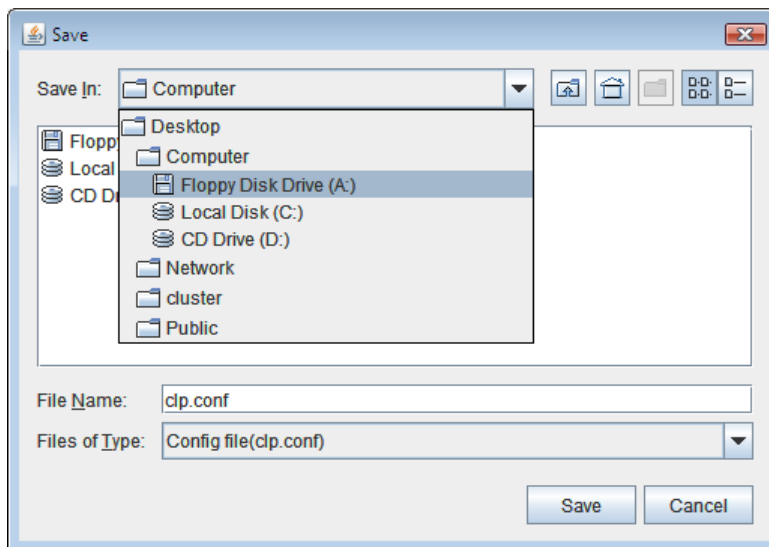 Save
Save In: Computer
Desktop
Computer
Floppy Disk Drive (A:)
Local Disk (C:)
CD Drive (D:)
Network
cluster
Public
Local
File Name: clp.conf
Files of Type: Config file(clp.conf)
Save Cancel